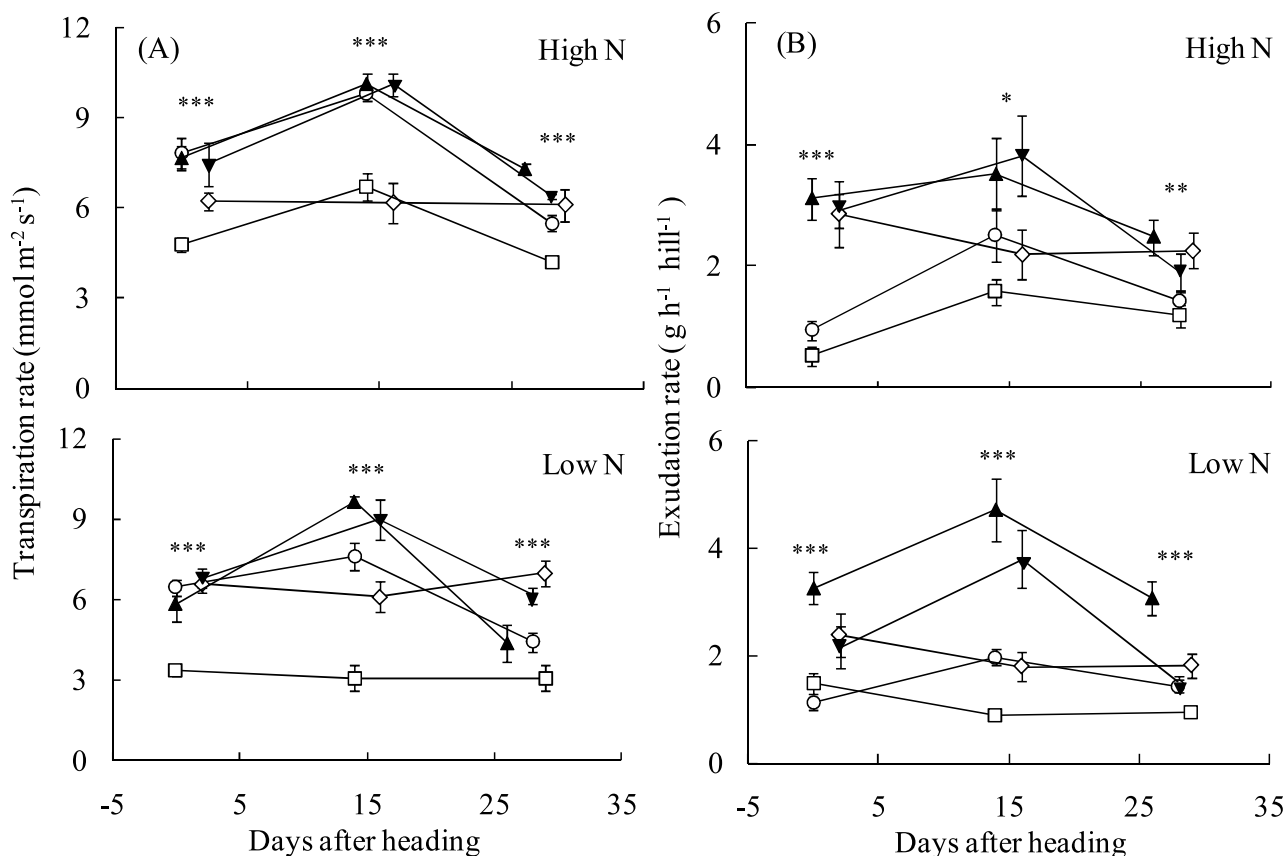 (A)
High N
12
9
6
3
0
***
***
***
(B)
High N
6
4
2
0
***
*
**
Transpiration rate (mmol m⁻² s⁻¹)
Exudation rate ( g h⁻¹ hill⁻¹)
Low N
12
9
6
3
0
***
***
***
-5 5 15 25 35
Days after heading
Low N
6
4
2
0
***
***
***
-5 5 15 25 35
Days after heading